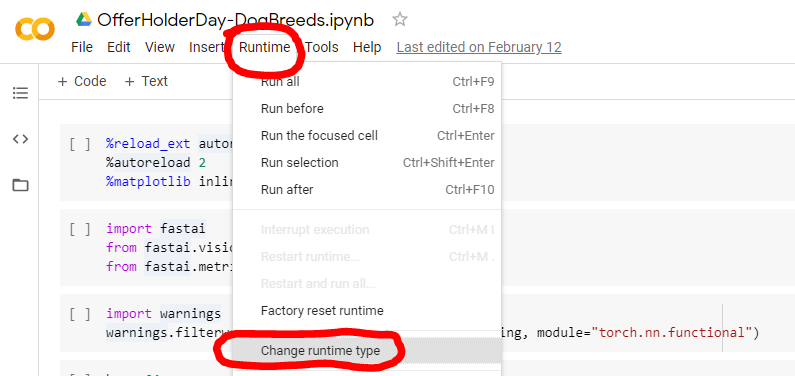 OfferHolderDay-DogBreeds.ipynb
File Edit View Insert Runtime Tools Help Last edited on February 12
+ Code + Text
Run all Ctrl+F9
Run before Ctrl+F8
Run the focused cell Ctrl+Enter
Run selection Ctrl+Shift+Enter
Run after Ctrl+F10
Interrupt execution Ctrl+M I
Restart runtime... Ctrl+M .
Restart and run all...
Factory reset runtime
Change runtime type
[ ] %reload_ext autor
%autoreload 2
%matplotlib inlin
[ ] import fastai
from fastai.visio
from fastai.metri
[ ] import warnings
warnings.filterw ing, module="torch.nn.functional")
[ ]